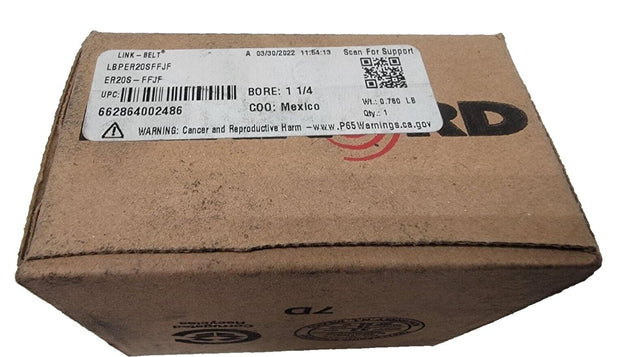 LINK-BELT® A 03/30/2022 11:54:13 Scan For Support
LBPER20SFFJF
ER20S-FFJF
UPC: BORE: 1 1/4
662864002486 COO: Mexico
Wt.: 0.780 LB
Qty.: 1
⚠ WARNING: Cancer and Reproductive Harm -www.P65Warnings.ca.gov
RD
7D
Corrugated
Recycles